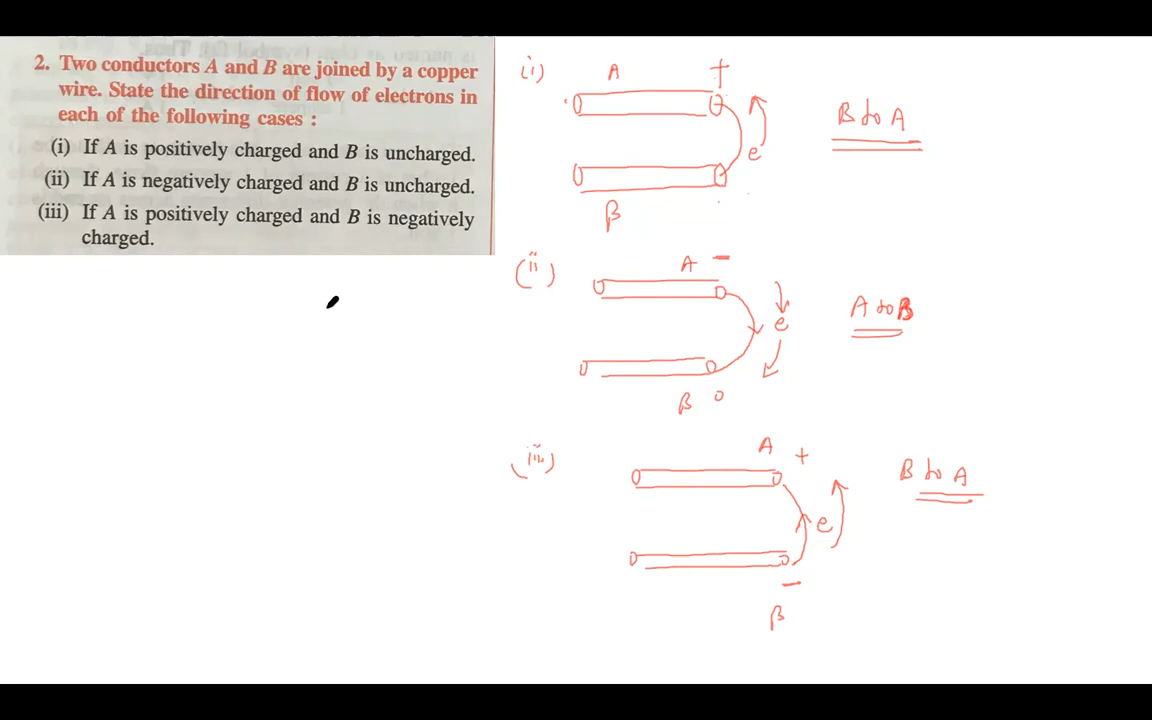 2. Two conductors A and B are joined by a copper
wire. State the direction of flow of electrons in
each of the following cases :
(i) If A is positively charged and B is uncharged.
(ii) If A is negatively charged and B is uncharged.
(iii) If A is positively charged and B is negatively
charged.
(i)
A +
e
B to A
B
(ii)
A -
e
A to B
B 0
(iii)
A +
e
B to A
-
B